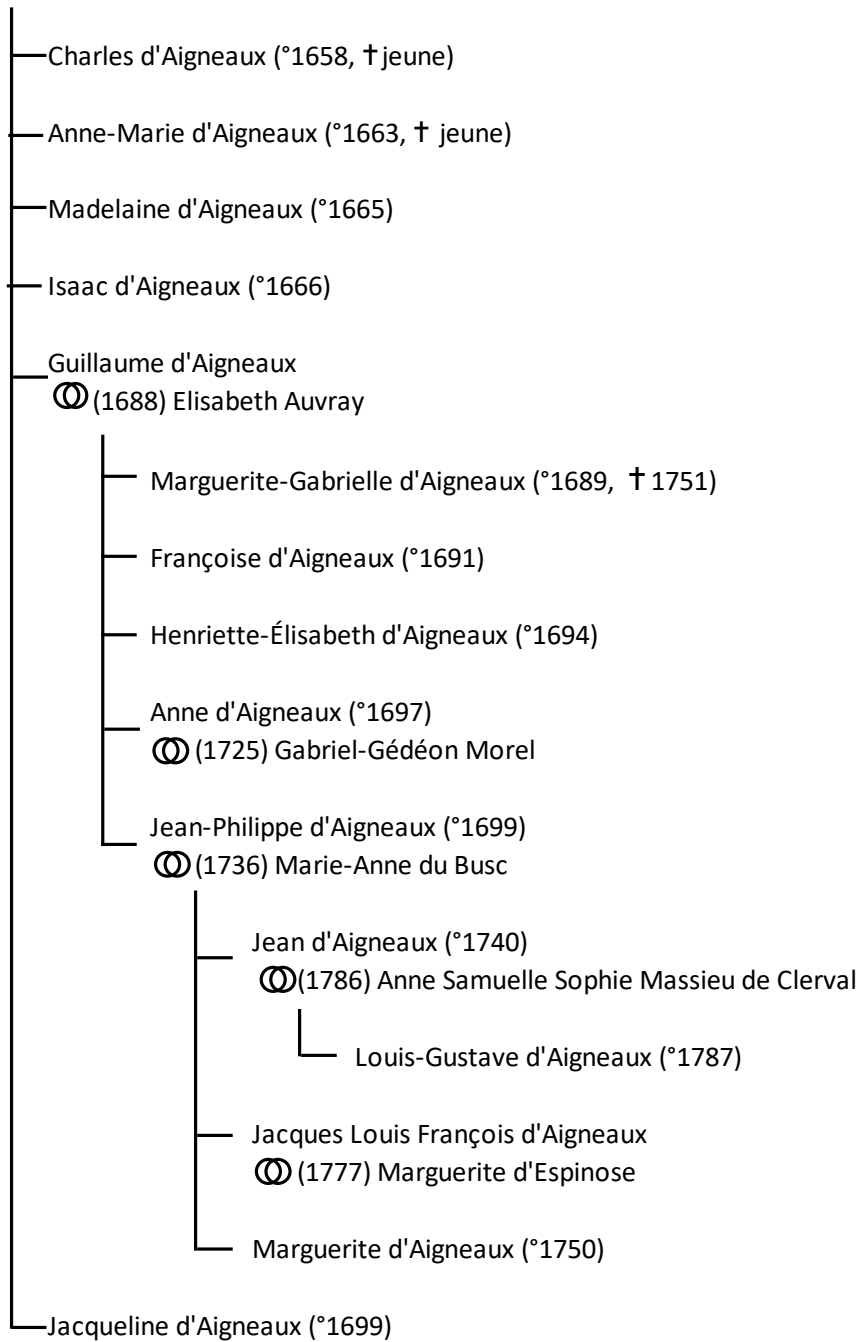 Charles d'Aigneaux (°1658, †jeune)
Anne-Marie d'Aigneaux (°1663, † jeune)
Madelaine d'Aigneaux (°1665)
Isaac d'Aigneaux (°1666)
Guillaume d'Aigneaux
(1688) Elisabeth Auvray
Marguerite-Gabrielle d'Aigneaux (°1689, † 1751)
Françoise d'Aigneaux (°1691)
Henriette-Élisabeth d'Aigneaux (°1694)
Anne d'Aigneaux (°1697)
(1725) Gabriel-Gédéon Morel
Jean-Philippe d'Aigneaux (°1699)
(1736) Marie-Anne du Busc
Jean d'Aigneaux (°1740)
(1786) Anne Samuelle Sophie Massieu de Clerval
Louis-Gustave d'Aigneaux (°1787)
Jacques Louis François d'Aigneaux
(1777) Marguerite d'Espinose
Marguerite d'Aigneaux (°1750)
Jacqueline d'Aigneaux (°1699)